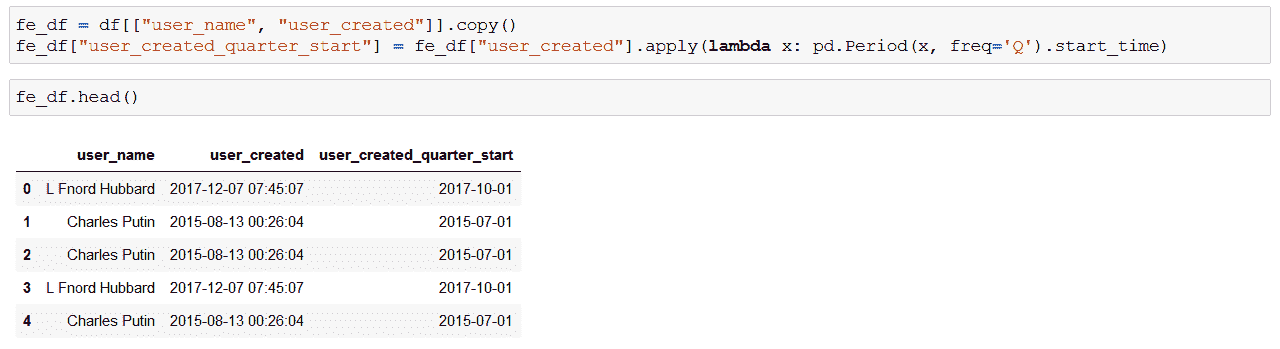 fe_df = df[["user_name", "user_created"]].copy()
fe_df["user_created_quarter_start"] = fe_df["user_created"].apply(lambda x: pd.Period(x, freq='Q').start_time)
fe_df.head()
user_name user_created user_created_quarter_start
0 L Fnord Hubbard 2017-12-07 07:45:07 2017-10-01
1 Charles Putin 2015-08-13 00:26:04 2015-07-01
2 Charles Putin 2015-08-13 00:26:04 2015-07-01
3 L Fnord Hubbard 2017-12-07 07:45:07 2017-10-01
4 Charles Putin 2015-08-13 00:26:04 2015-07-01